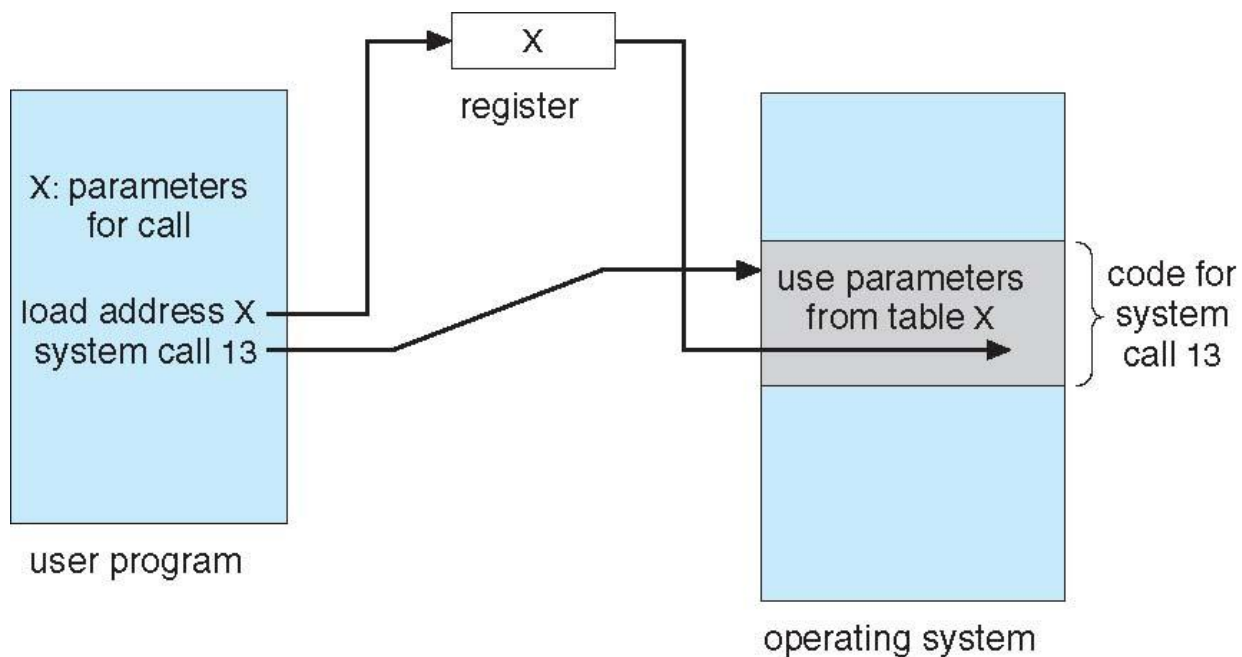 X
register
X: parameters
for call
load address X
system call 13
user program
use parameters
from table X
code for
system
call 13
operating system